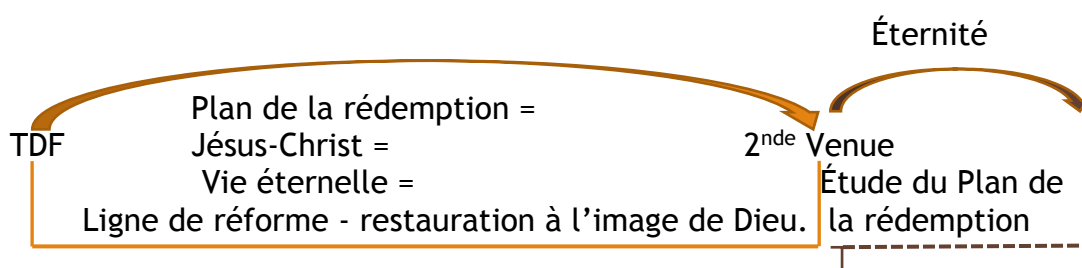 Éternité
Plan de la rédemption =
TDF Jésus-Christ = 2nde Venue
Vie éternelle = Étude du Plan de
Ligne de réforme - restauration à l’image de Dieu. la rédemption